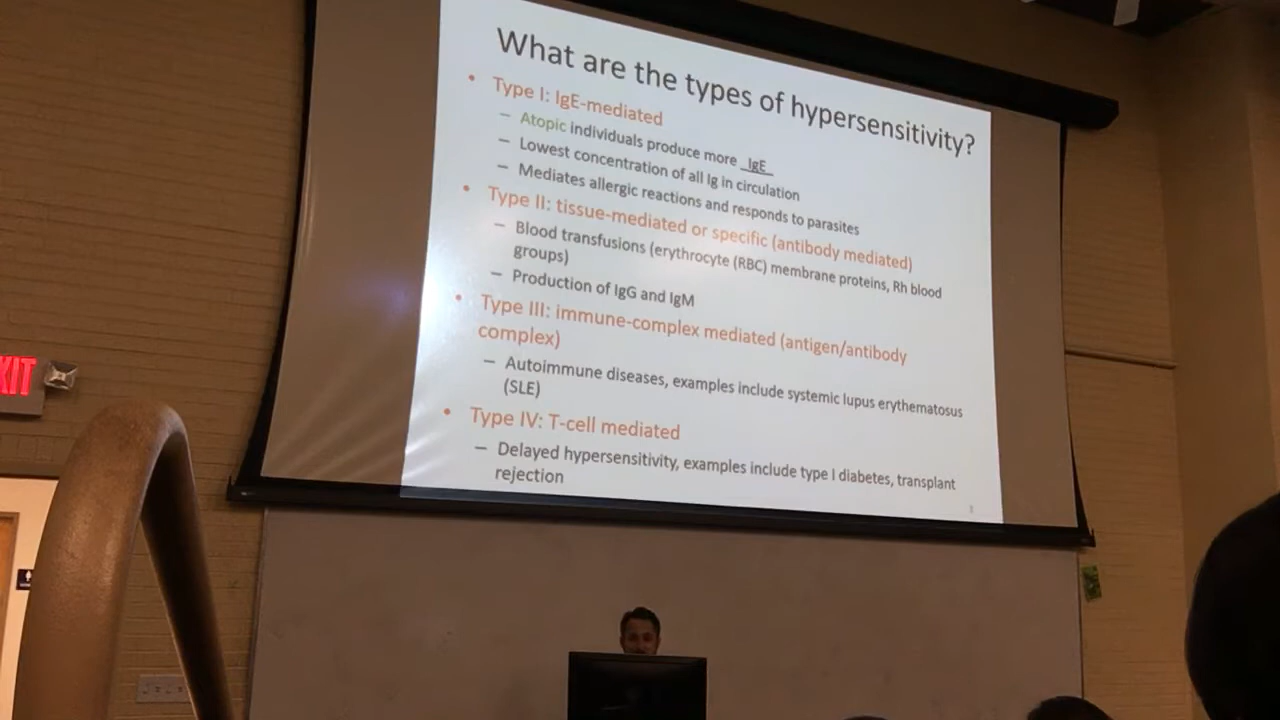 What are the types of hypersensitivity?
• Type I: IgE-mediated
– Atopic individuals produce more _IgE_
– Lowest concentration of all Ig in circulation
– Mediates allergic reactions and responds to parasites
• Type II: tissue-mediated or specific (antibody mediated)
– Blood transfusions (erythrocyte (RBC) membrane proteins, Rh blood
groups)
– Production of IgG and IgM
• Type III: immune-complex mediated (antigen/antibody
complex)
– Autoimmune diseases, examples include systemic lupus erythematosus
(SLE)
• Type IV: T-cell mediated
– Delayed hypersensitivity, examples include type I diabetes, transplant
rejection
XIT